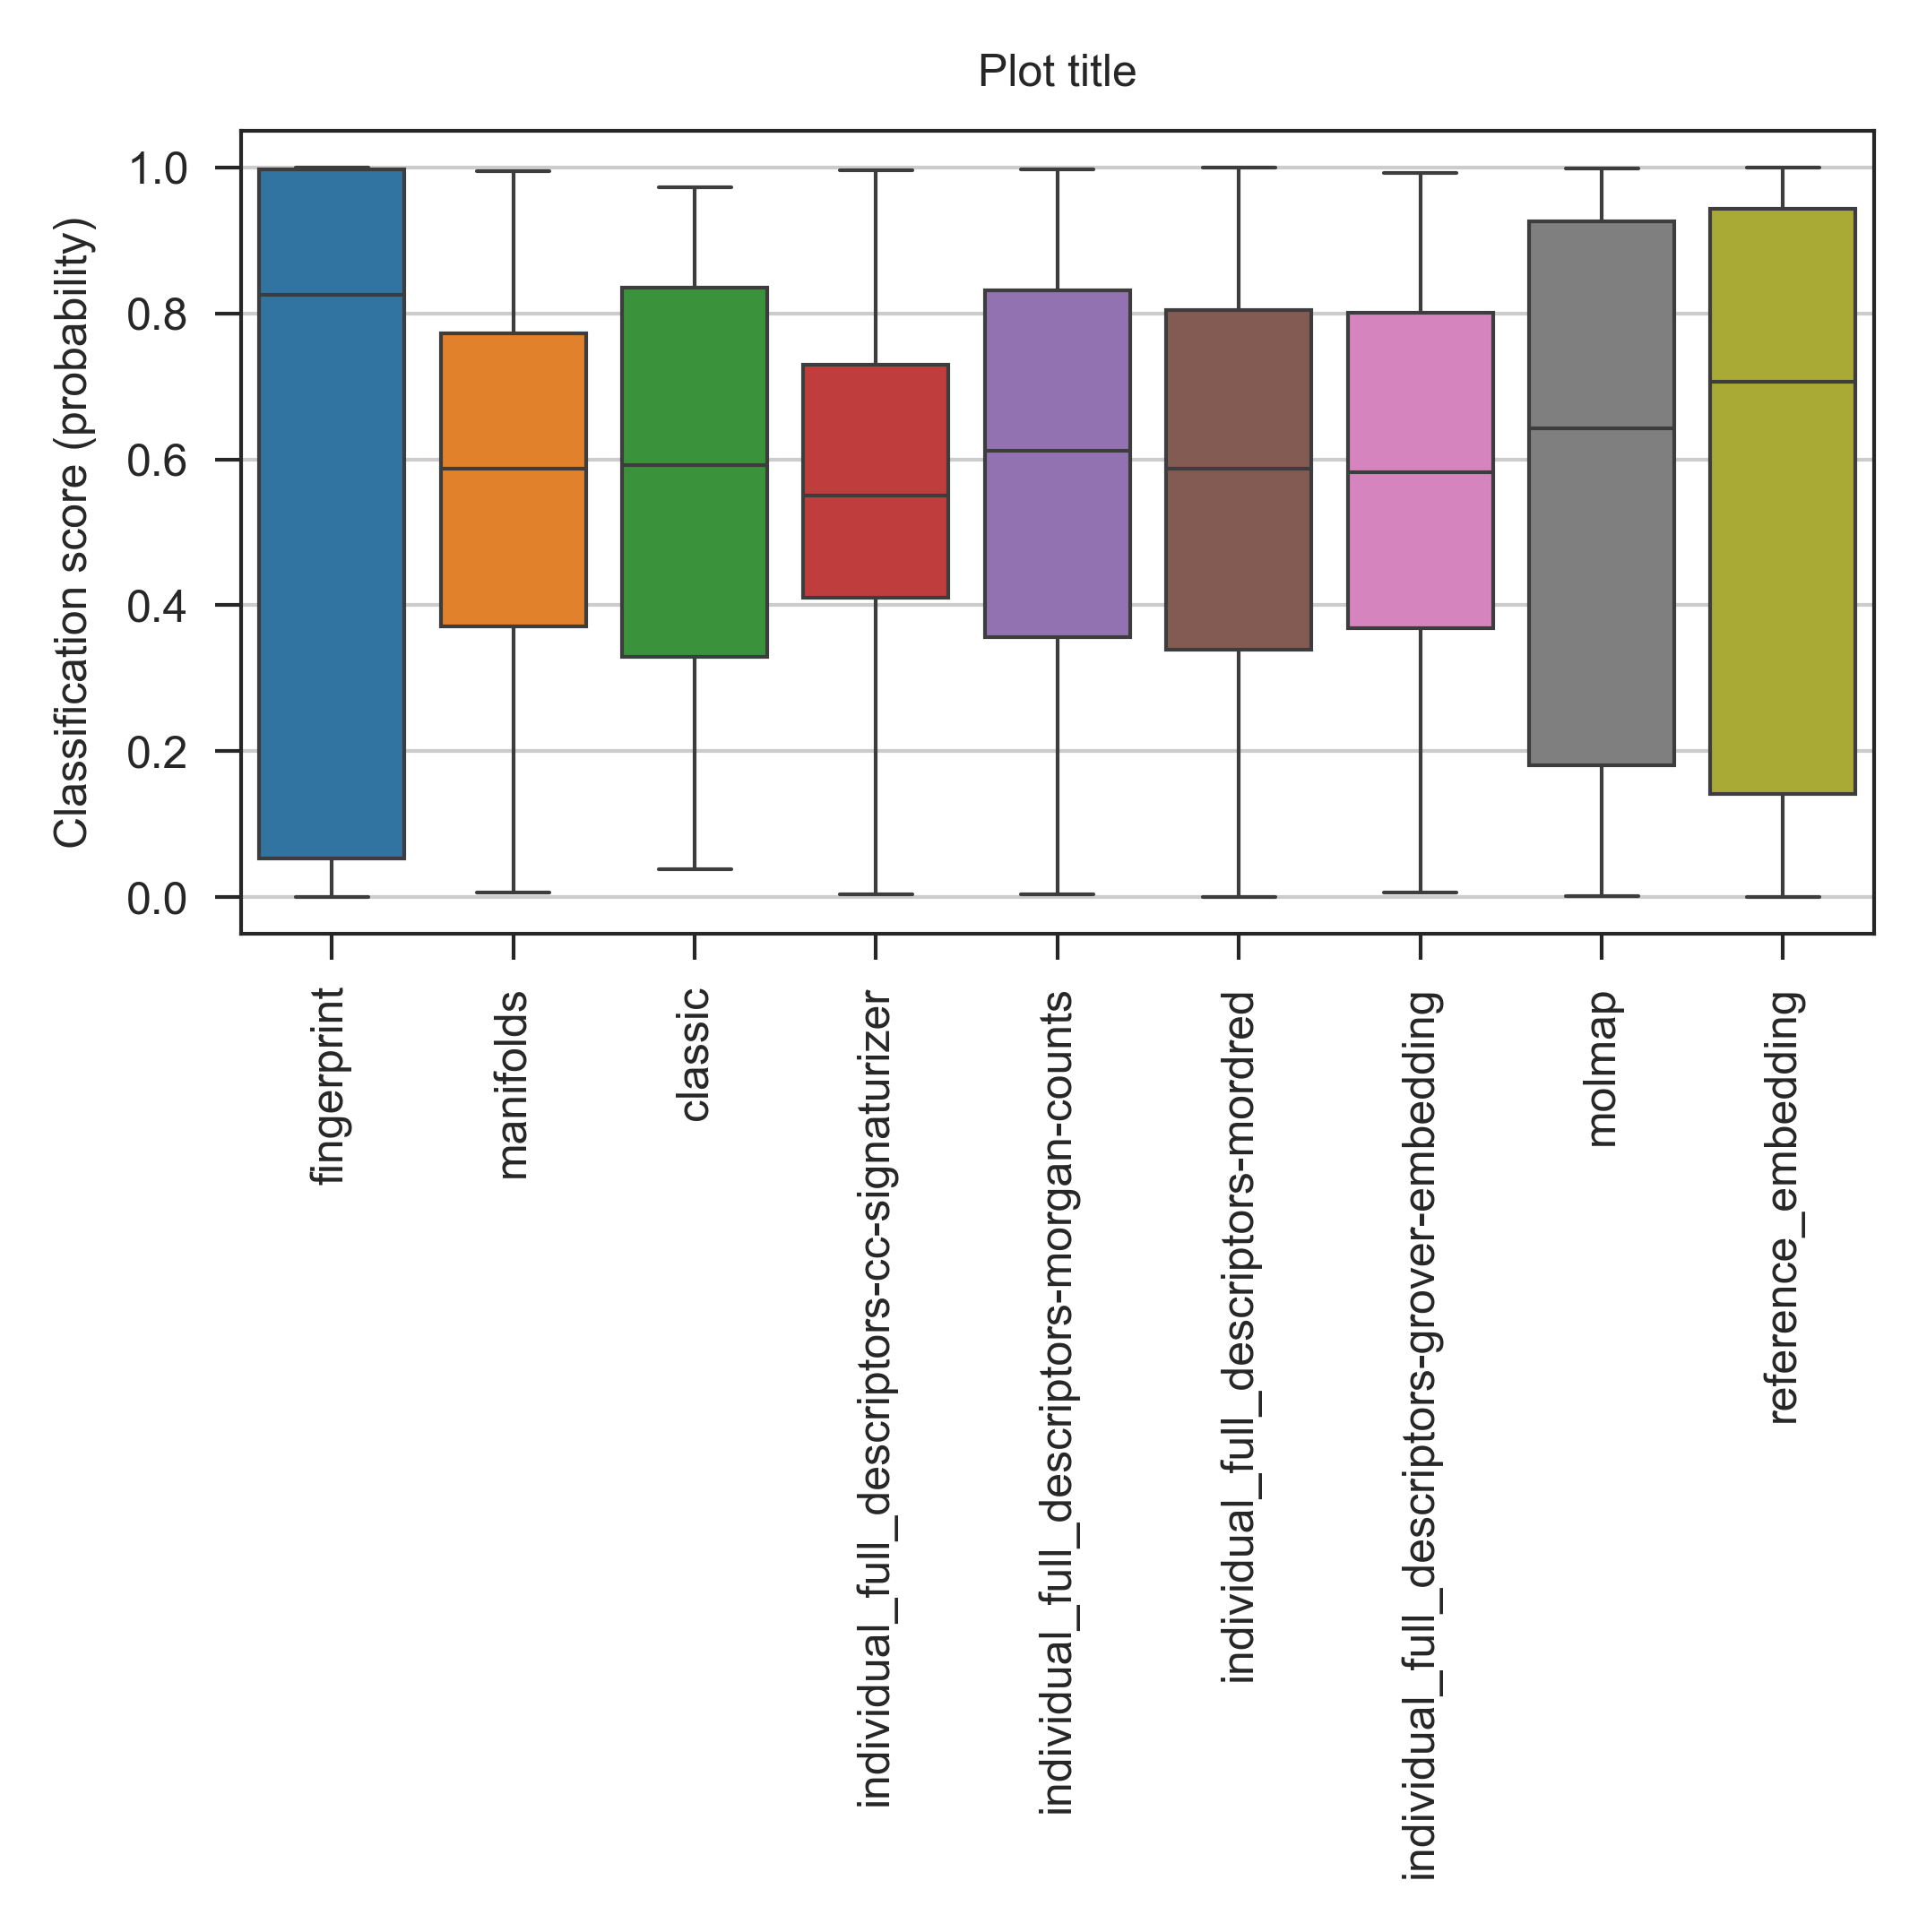 Plot title
Classification score (probability)
1.0
0.8
0.6
0.4
0.2
0.0
fingerprint
manifolds
classic
individual_full_descriptors-cc-signaturizer
individual_full_descriptors-morgan-counts
individual_full_descriptors-mordred
individual_full_descriptors-grover-embedding
molmap
reference_embedding